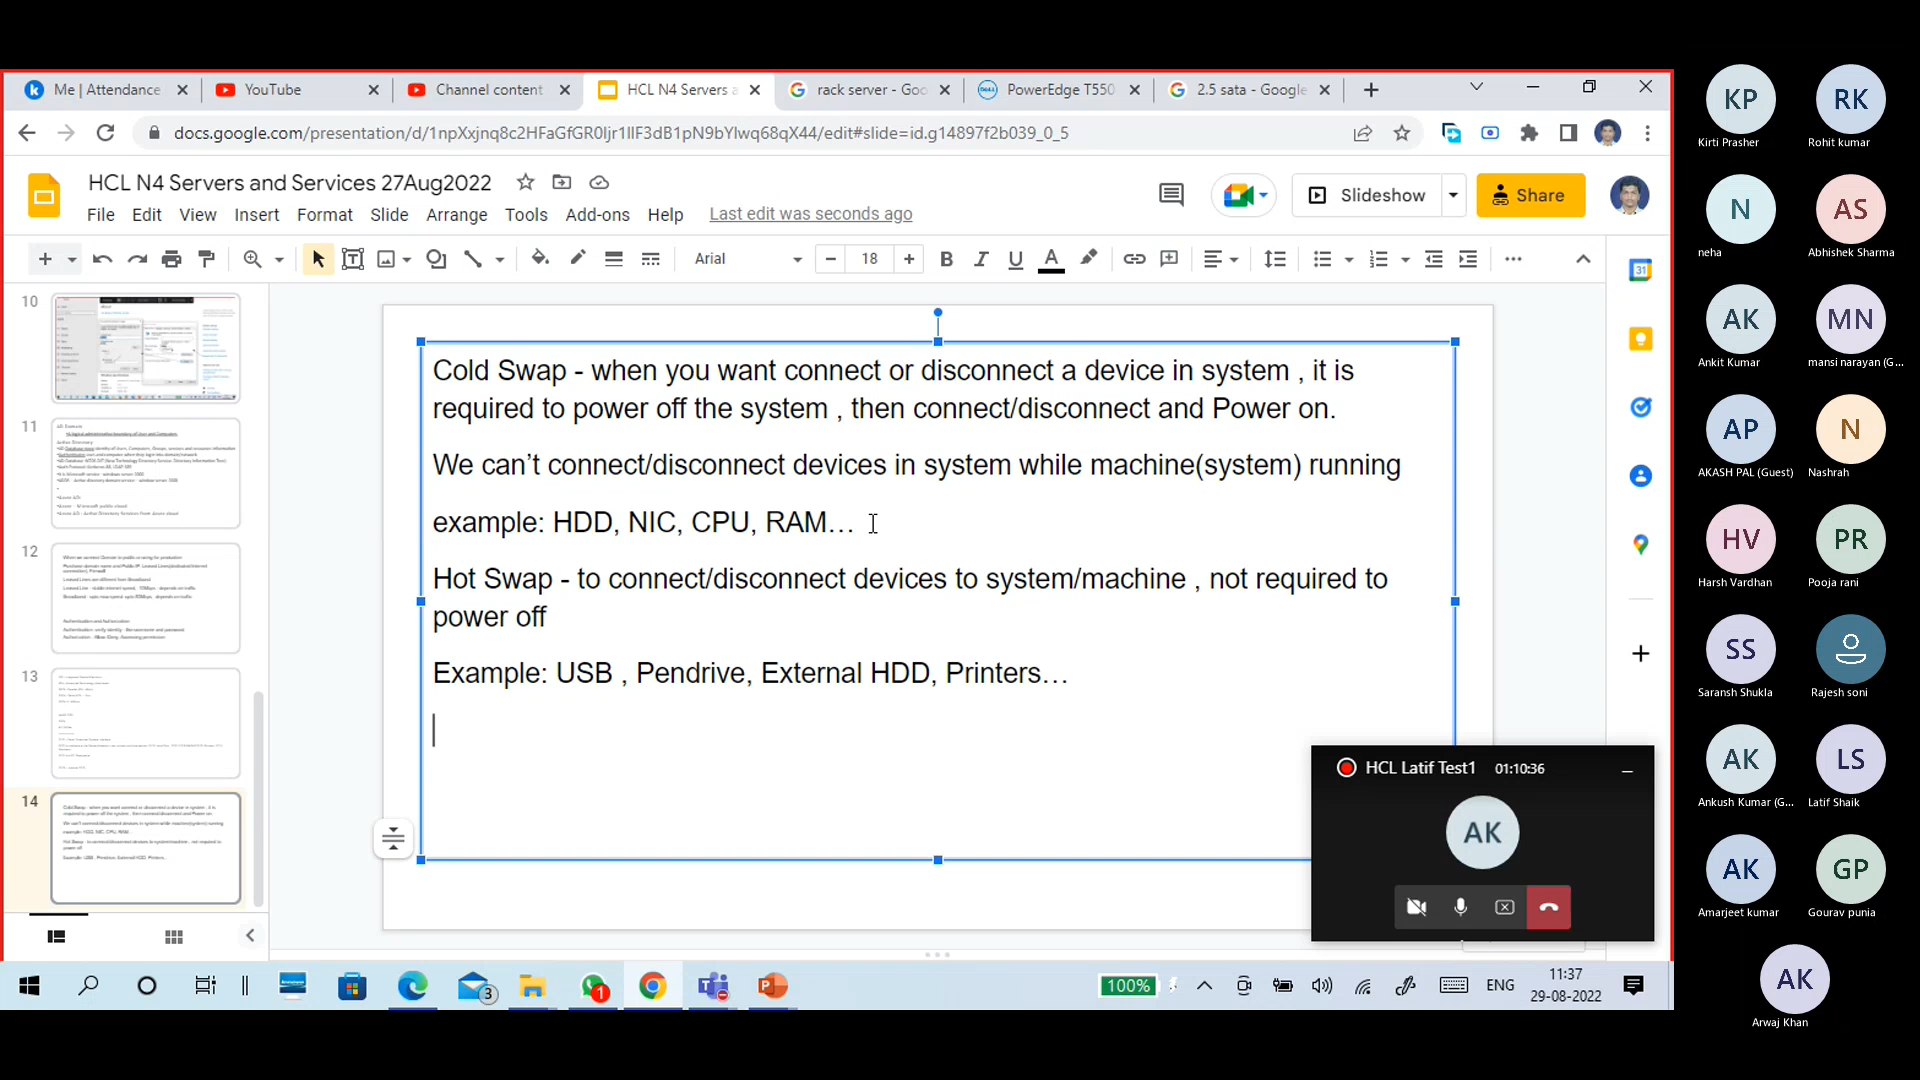 Me | Attendance
YouTube
Channel content
HCL N4 Servers a
rack server - Goo
DELL
PowerEdge T550
2.5 sata - Google
docs.google.com/presentation/d/1npXxjnq8c2HFaGfGR0Ijr1IIF3dB1pN9bYlwq68qX44/edit#slide=id.g14897f2b039_0_5
HCL N4 Servers and Services 27Aug2022
File Edit View Insert Format Slide Arrange Tools Add-ons Help Last edit was seconds ago
Slideshow
Share
Arial
18
10
11
12
13
14
Cold Swap - when you want connect or disconnect a device in system , it is
required to power off the system , then connect/disconnect and Power on.
We can’t connect/disconnect devices in system while machine(system) running
example: HDD, NIC, CPU, RAM…
Hot Swap - to connect/disconnect devices to system/machine , not required to
power off
Example: USB , Pendrive, External HDD, Printers…
HCL Latif Test1 01:10:36
AK
31
3
1
100%
ENG
11:37
29-08-2022
KP
Kirti Prasher
RK
Rohit kumar
N
neha
AS
Abhishek Sharma
AK
Ankit Kumar
MN
mansi narayan (G...
AP
AKASH PAL (Guest)
N
Nashrah
HV
Harsh Vardhan
PR
Pooja rani
SS
Saransh Shukla
Rajesh soni
AK
Ankush Kumar (G...
LS
Latif Shaik
AK
Amarjeet kumar
GP
Gourav punia
AK
Arwaj Khan